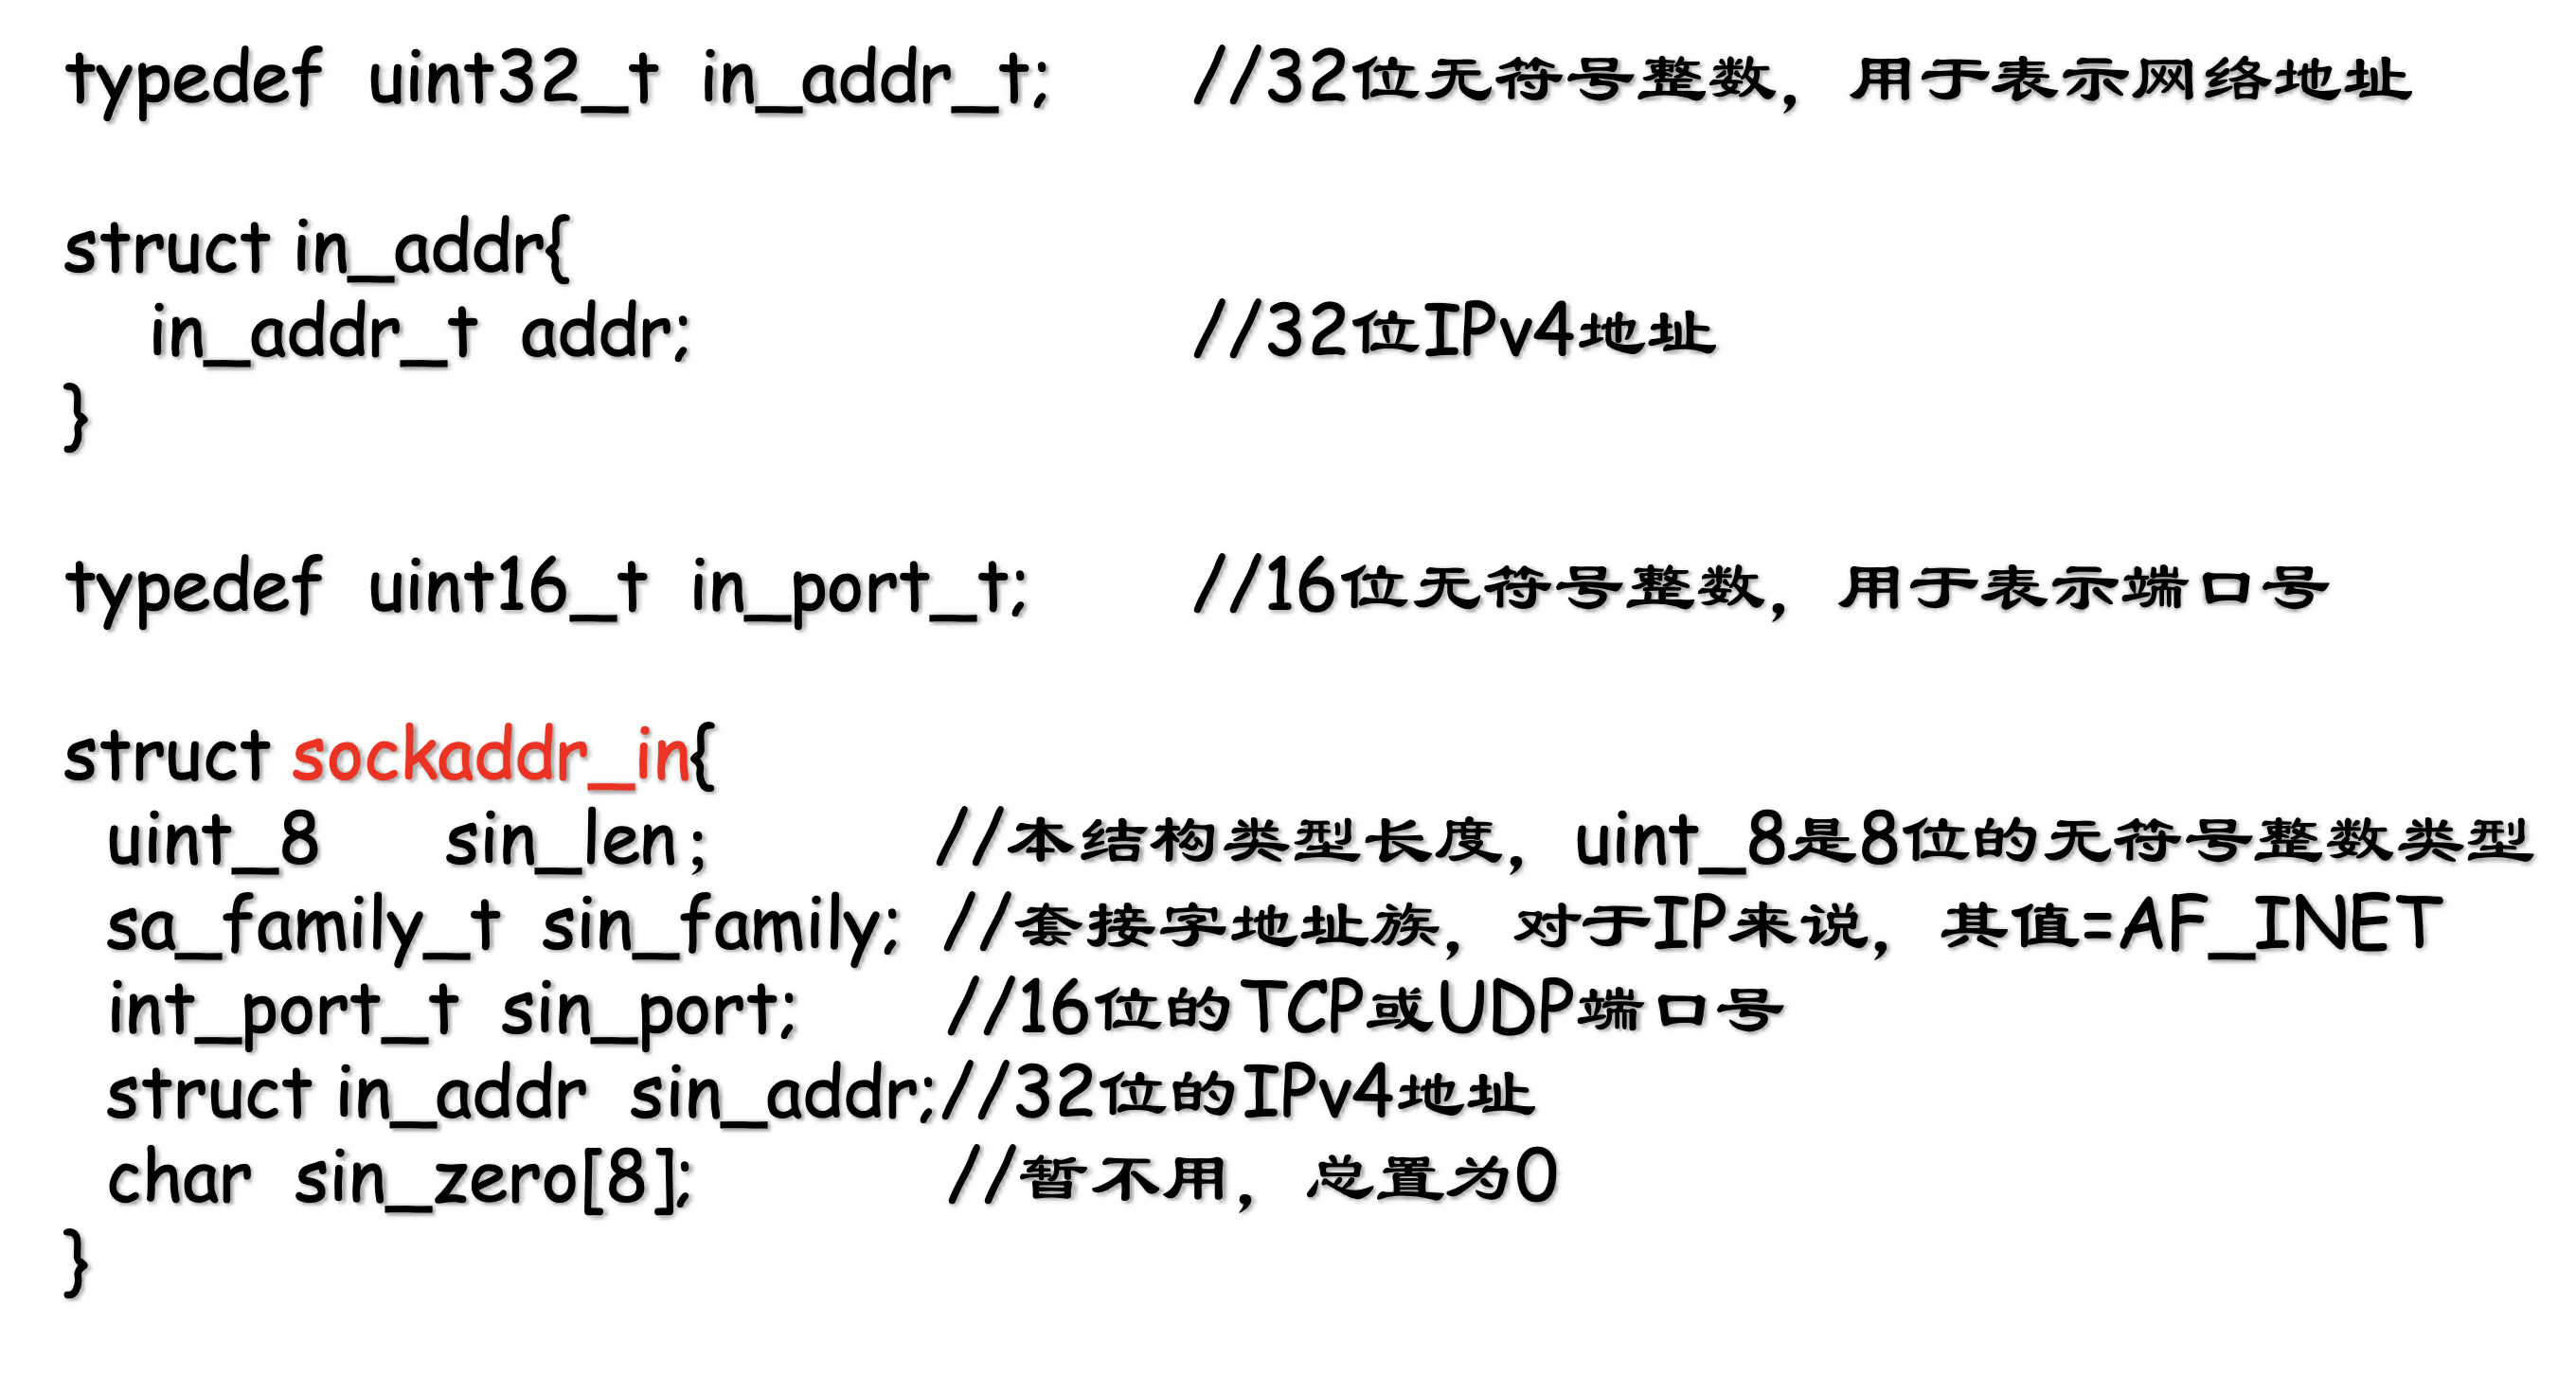 typedef uint32_t in_addr_t; //32位无符号整数，用于表示网络地址
struct in_addr{
in_addr_t addr; //32位IPv4地址
}
typedef uint16_t in_port_t; //16位无符号整数，用于表示端口号
struct sockaddr_in{
uint_8 sin_len; //本结构类型长度，uint_8是8位的无符号整数类型
sa_family_t sin_family; //套接字地址族，对于IP来说，其值=AF_INET
int_port_t sin_port; //16位的TCP或UDP端口号
struct in_addr sin_addr;//32位的IPv4地址
char sin_zero[8]; //暂不用，总置为0
}